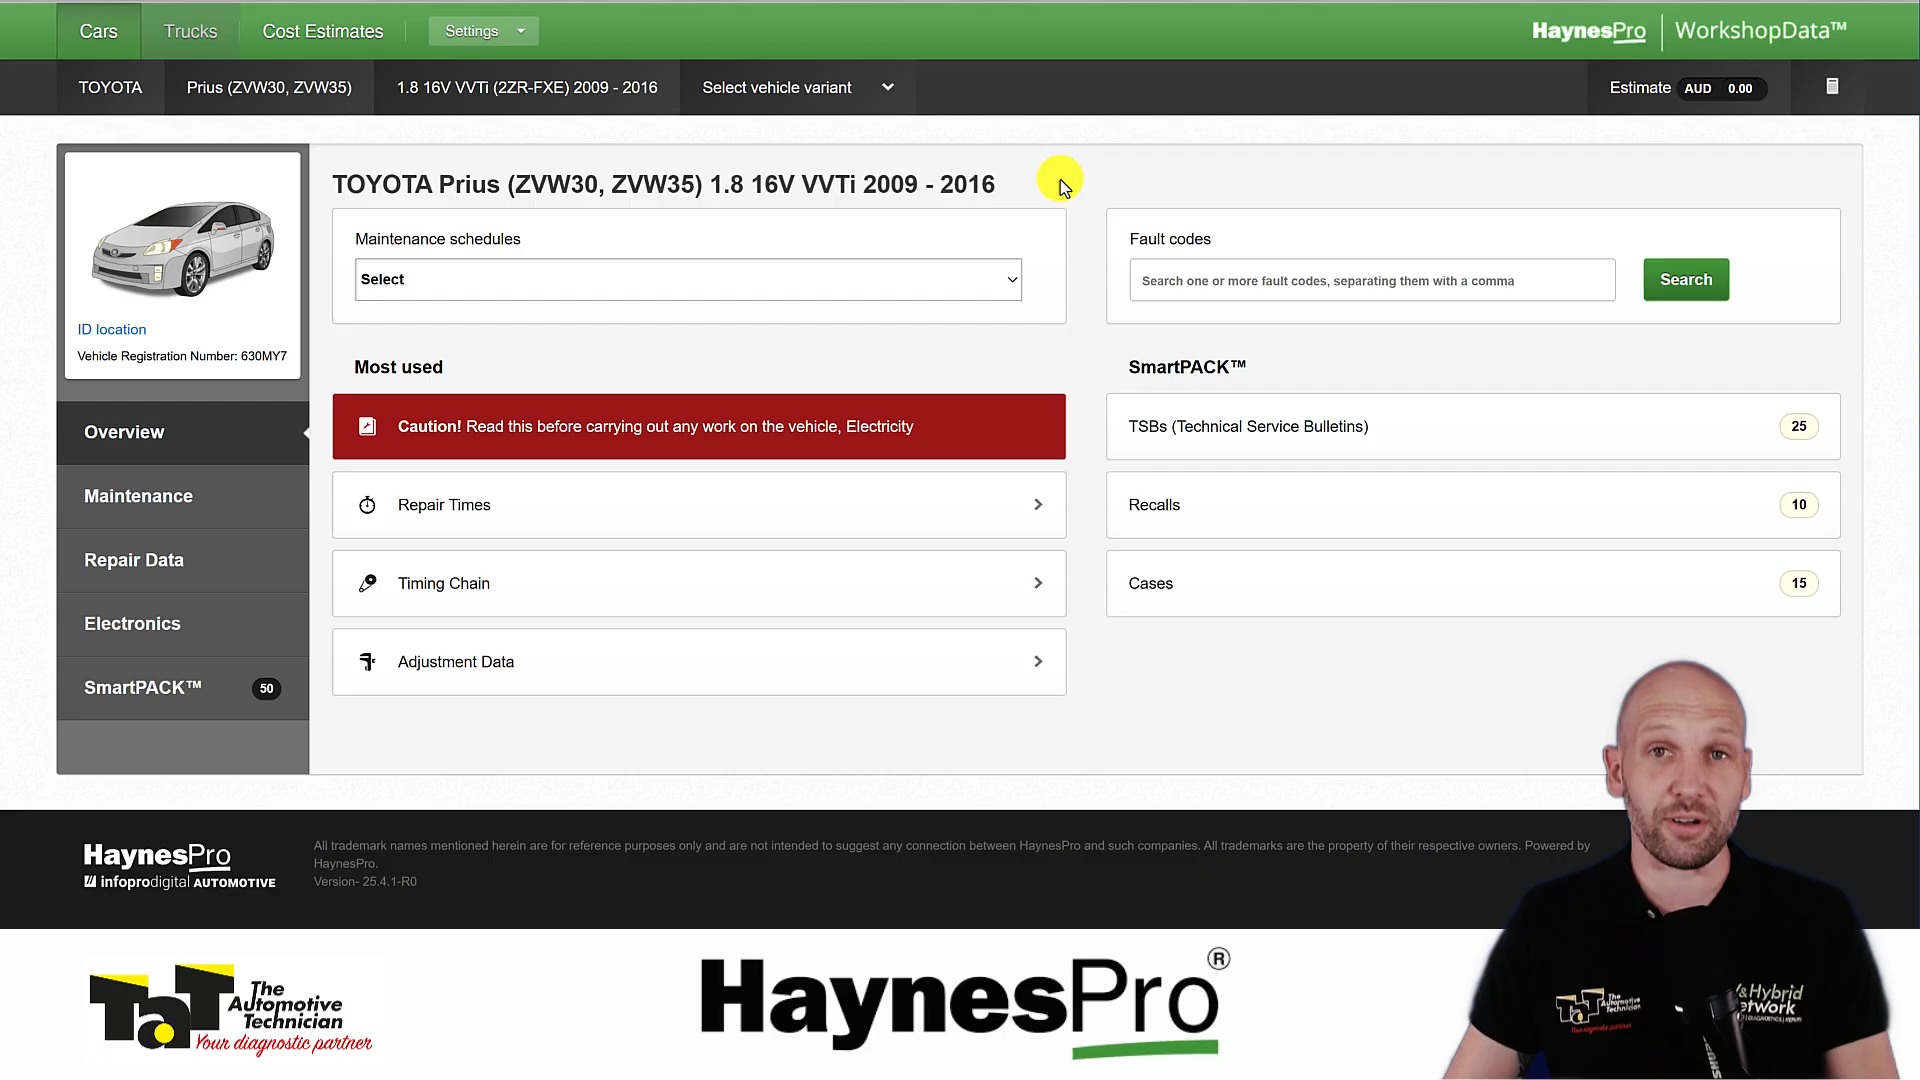 Cars
Trucks
Cost Estimates
Settings
HaynesPro
WorkshopData™
TOYOTA
Prius (ZVW30, ZVW35)
1.8 16V VVTi (2ZR-FXE) 2009 - 2016
Select vehicle variant
Estimate
AUD 0.00
TOYOTA Prius (ZVW30, ZVW35) 1.8 16V VVTi 2009 - 2016
ID location
Vehicle Registration Number: 630MY7
Overview
Maintenance
Repair Data
Electronics
SmartPACK™
50
Maintenance schedules
Select
Most used
Caution! Read this before carrying out any work on the vehicle, Electricity
Repair Times
Timing Chain
Adjustment Data
Fault codes
Search one or more fault codes, separating them with a comma
Search
SmartPACK™
TSBs (Technical Service Bulletins)
25
Recalls
10
Cases
15
HaynesPro
infoprodigital AUTOMOTIVE
All trademark names mentioned herein are for reference purposes only and are not intended to suggest any connection between HaynesPro and such companies. All trademarks are the property of their respective owners. Powered by
HaynesPro.
Version- 25.4.1-R0
TaT
The
Automotive
Technician
Your diagnostic partner
HaynesPro®
TaT
The
Automotive
Technician
&Hybrid
etwork